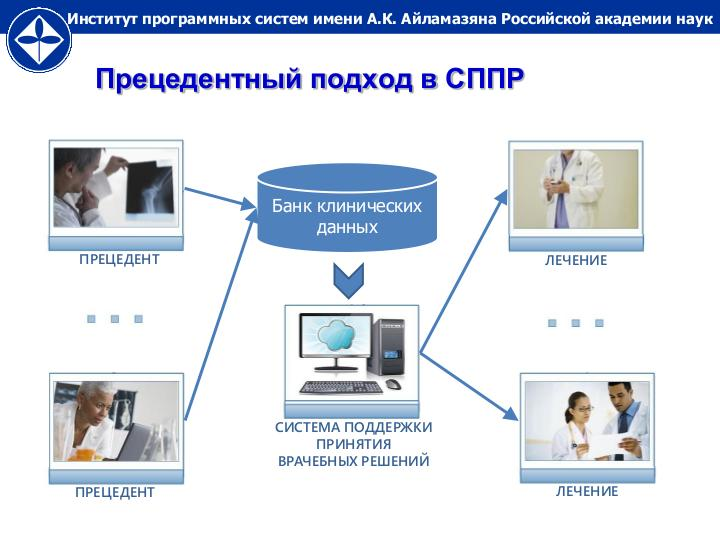 Институт программных систем имени А.К. Айламазяна Российской академии наук
Прецедентный подход в СППР
Банк клинических
данных
ПРЕЦЕДЕНТ
ЛЕЧЕНИЕ
СИСТЕМА ПОДДЕРЖКИ
ПРИНЯТИЯ
ВРАЧЕБНЫХ РЕШЕНИЙ
ПРЕЦЕДЕНТ
ЛЕЧЕНИЕ